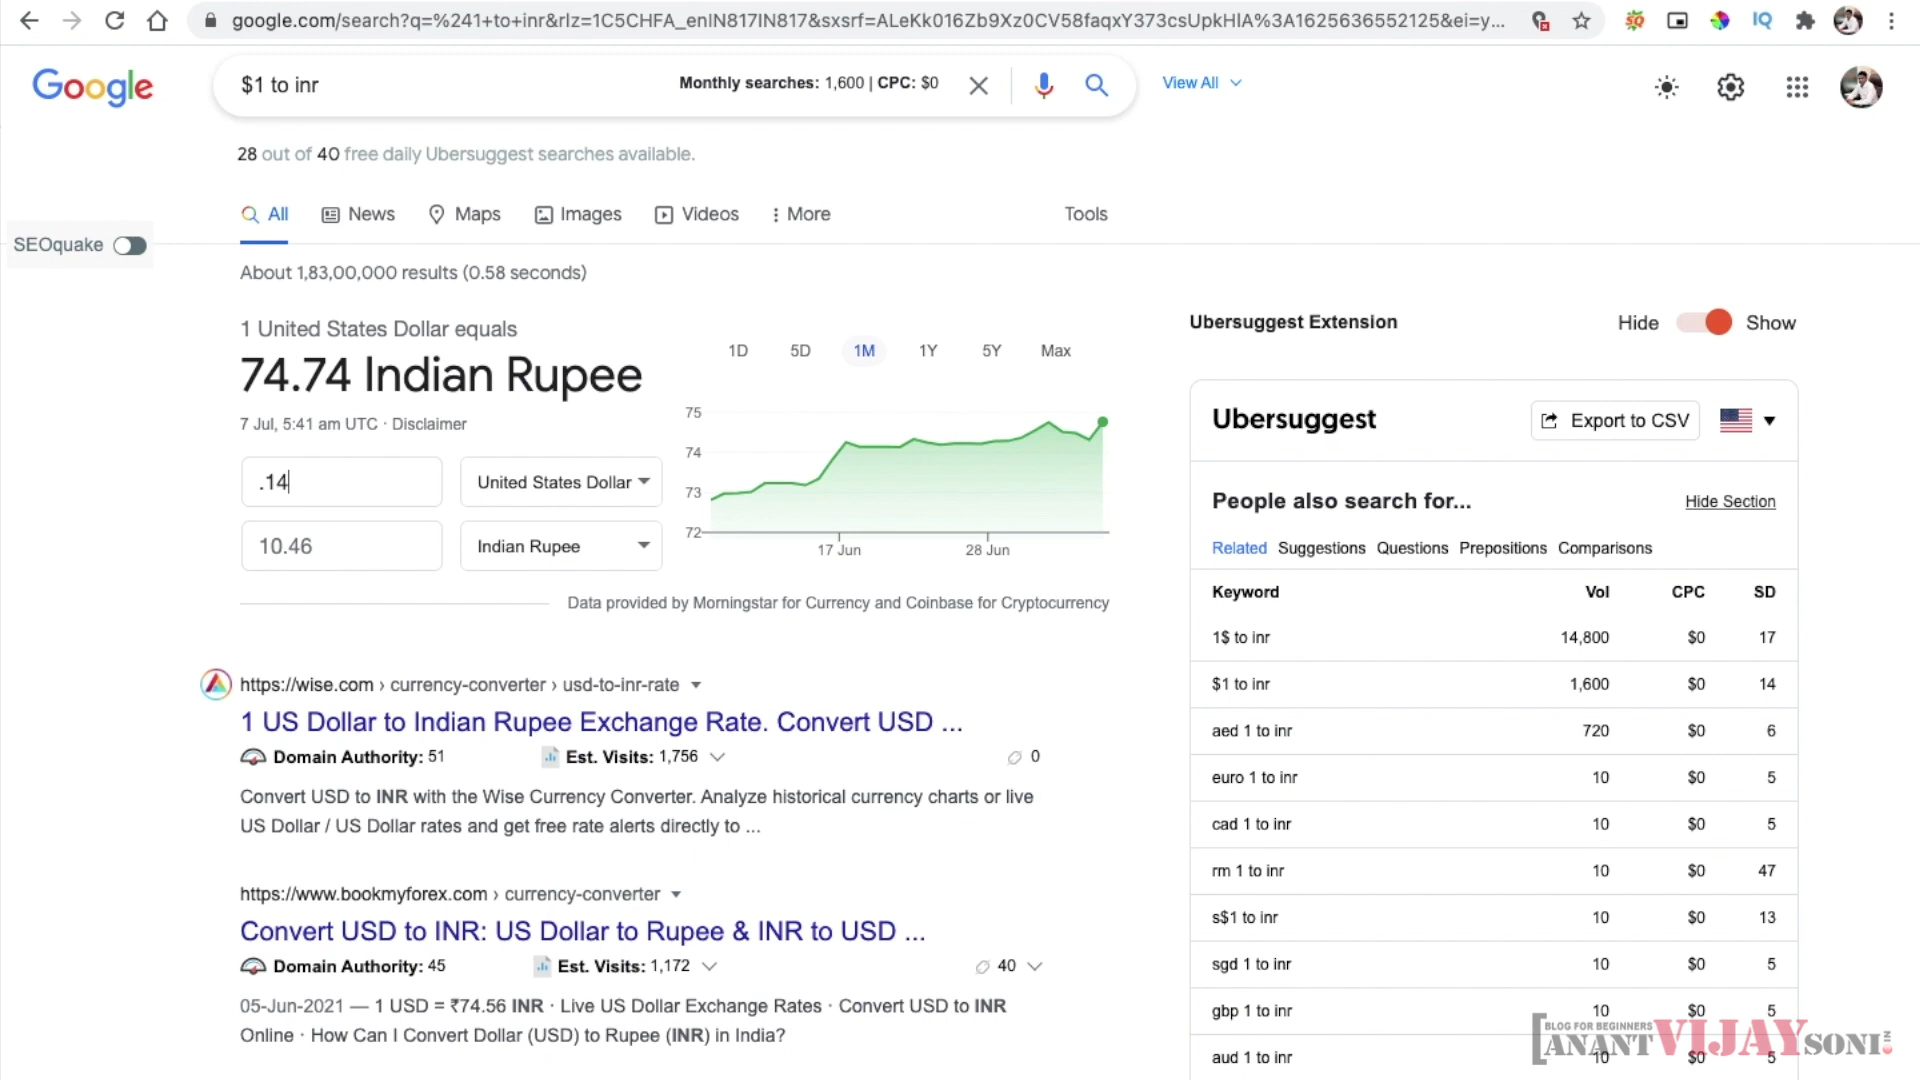 google.com/search?q=%241+to+inr&rlz=1C5CHFA_enIN817IN817&sxsrf=ALeKk016Zb9Xz0CV58faqxY373csUpkHIA%3A1625636552125&ei=y...
SQ
IQ
Google
$1 to inr
Monthly searches: 1,600 | CPC: $0
View All
28 out of 40 free daily Ubersuggest searches available.
All
News
Maps
Images
Videos
More
Tools
SEOquake
About 1,83,00,000 results (0.58 seconds)
1 United States Dollar equals
74.74 Indian Rupee
7 Jul, 5:41 am UTC · Disclaimer
.14
United States Dollar
10.46
Indian Rupee
1D
5D
1M
1Y
5Y
Max
75
74
73
72
17 Jun
28 Jun
Data provided by Morningstar for Currency and Coinbase for Cryptocurrency
https://wise.com › currency-converter › usd-to-inr-rate
1 US Dollar to Indian Rupee Exchange Rate. Convert USD ...
Domain Authority: 51
Est. Visits: 1,756
0
Convert USD to INR with the Wise Currency Converter. Analyze historical currency charts or live
US Dollar / US Dollar rates and get free rate alerts directly to ...
https://www.bookmyforex.com › currency-converter
Convert USD to INR: US Dollar to Rupee & INR to USD ...
Domain Authority: 45
Est. Visits: 1,172
40
05-Jun-2021 — 1 USD = ₹74.56 INR · Live US Dollar Exchange Rates · Convert USD to INR
Online · How Can I Convert Dollar (USD) to Rupee (INR) in India?
Ubersuggest Extension
Hide
Show
Ubersuggest
Export to CSV
People also search for...
Hide Section
Related Suggestions Questions Prepositions Comparisons
Keyword Vol CPC SD
1$ to inr 14,800 $0 17
$1 to inr 1,600 $0 14
aed 1 to inr 720 $0 6
euro 1 to inr 10 $0 5
cad 1 to inr 10 $0 5
rm 1 to inr 10 $0 47
s$1 to inr 10 $0 13
sgd 1 to inr 10 $0 5
gbp 1 to inr 10 $0 5
aud 1 to inr 10 $0 5
BLOG FOR BEGINNERS
ANANT VIJAY SONI.IN